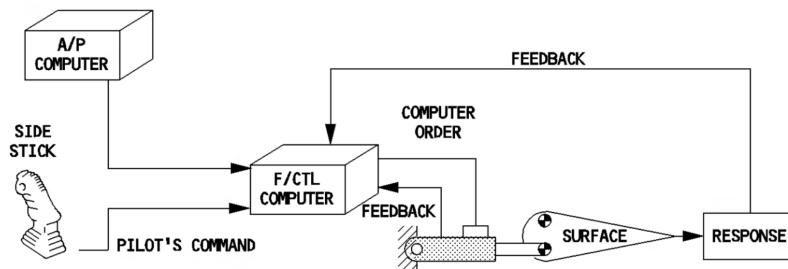 A/P
COMPUTER
FEEDBACK
COMPUTER
ORDER
SIDE
STICK
F/CTL
COMPUTER
FEEDBACK
PILOT'S COMMAND
SURFACE
RESPONSE